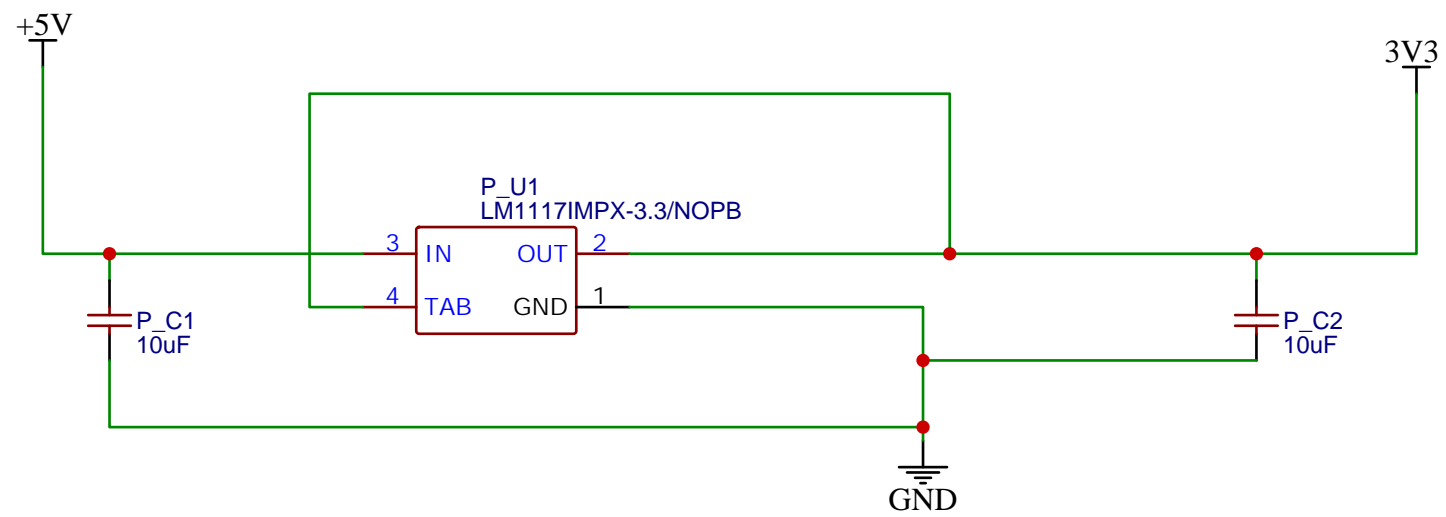 +5V
3V3
P_U1
LM1117IMPX-3.3/NOPB
3 IN OUT 2
4 TAB GND 1
P_C1
10uF
P_C2
10uF
GND